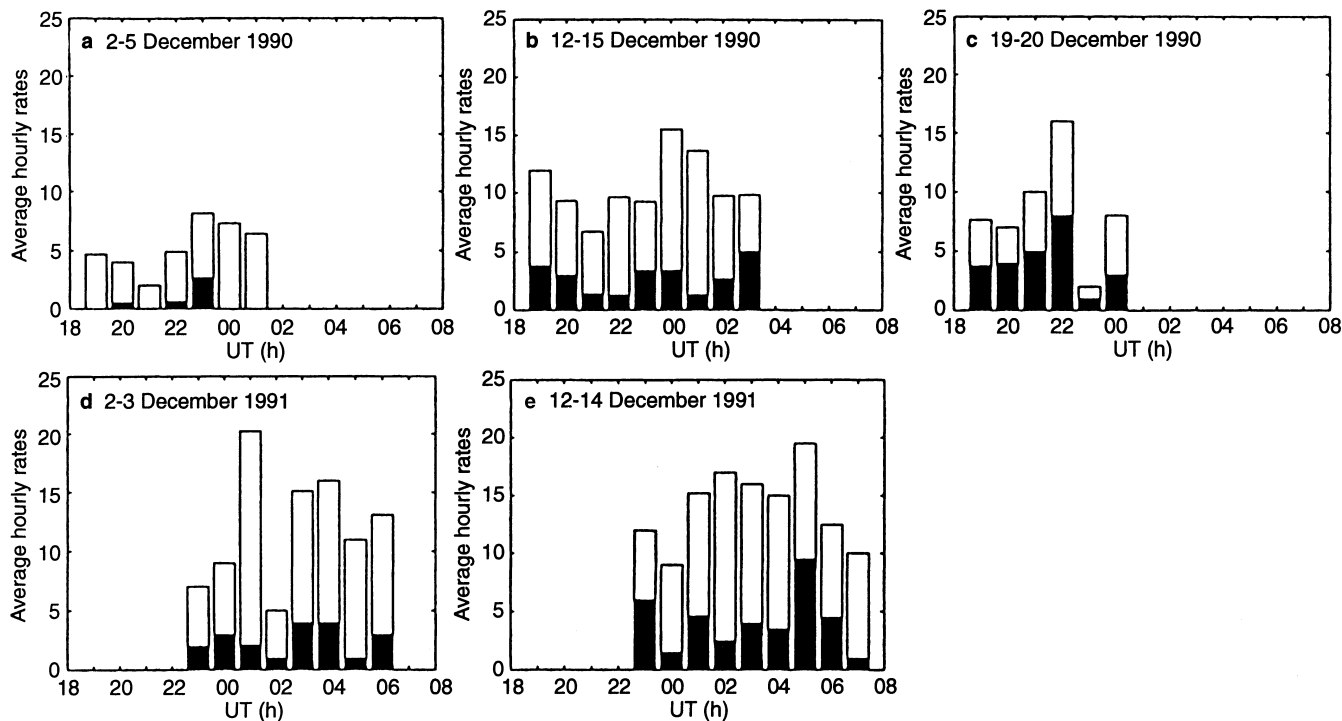 a 2-5 December 1990
25
20
15
10
5
0
Average hourly rates
18 20 22 00 02 04 06 08
UT (h)
b 12-15 December 1990
25
20
15
10
5
0
Average hourly rates
18 20 22 00 02 04 06 08
UT (h)
c 19-20 December 1990
25
20
15
10
5
0
Average hourly rates
18 20 22 00 02 04 06 08
UT (h)
d 2-3 December 1991
25
20
15
10
5
0
Average hourly rates
18 20 22 00 02 04 06 08
UT (h)
e 12-14 December 1991
25
20
15
10
5
0
Average hourly rates
18 20 22 00 02 04 06 08
UT (h)